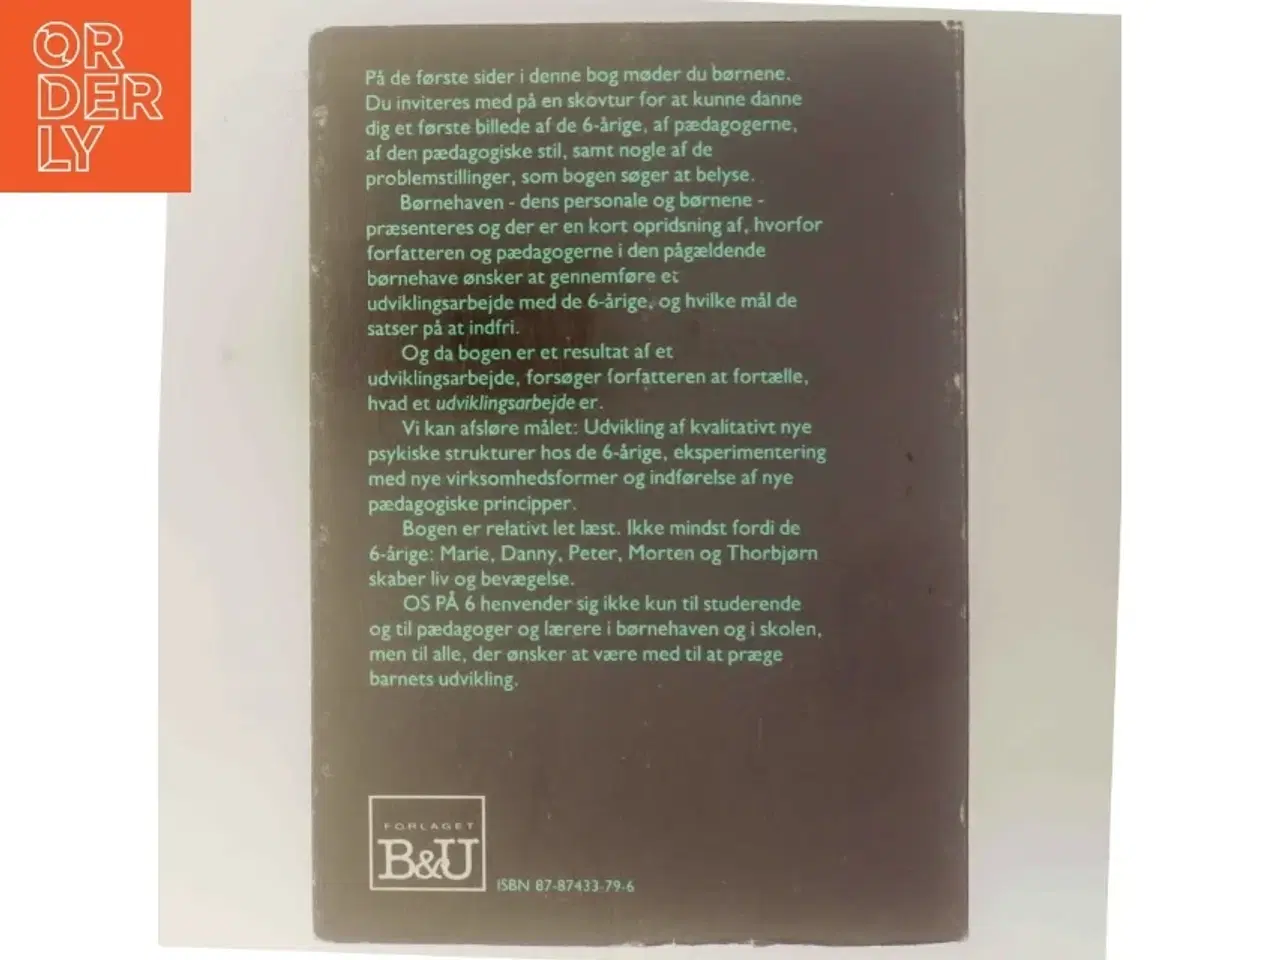 ORDERLY
På de første sider i denne bog møder du børnene.
Du inviteres med på en skovtur for at kunne danne
dig et første billede af de 6-årige, af pædagogerne,
af den pædagogiske stil, samt nogle af de
problemstillinger, som bogen søger at belyse.
Børnehaven - dens personale og børnene -
præsenteres og der er en kort opridsning af, hvorfor
forfatteren og pædagogerne i den pågældende
børnehave ønsker at gennemføre et
udviklingsarbejde med de 6-årige, og hvilke mål de
satser på at indfri.
Og da bogen er et resultat af et
udviklingsarbejde, forsøger forfatteren at fortælle,
hvad et udviklingsarbejde er.
Vi kan afsløre målet: Udvikling af kvalitativt nye
psykiske strukturer hos de 6-årige, eksperimentering
med nye virksomhedsformer og indførelse af nye
pædagogiske principper.
Bogen er relativt let læst. Ikke mindst fordi de
6-årige: Marie, Danny, Peter, Morten og Thorbjørn
skaber liv og bevægelse.
OS PÅ 6 henvender sig ikke kun til studerende
og til pædagoger og lærere i børnehaven og i skolen,
men til alle, der ønsker at være med til at præge
barnets udvikling.
FORLAGET
B&U
ISBN 87-87433-79-6